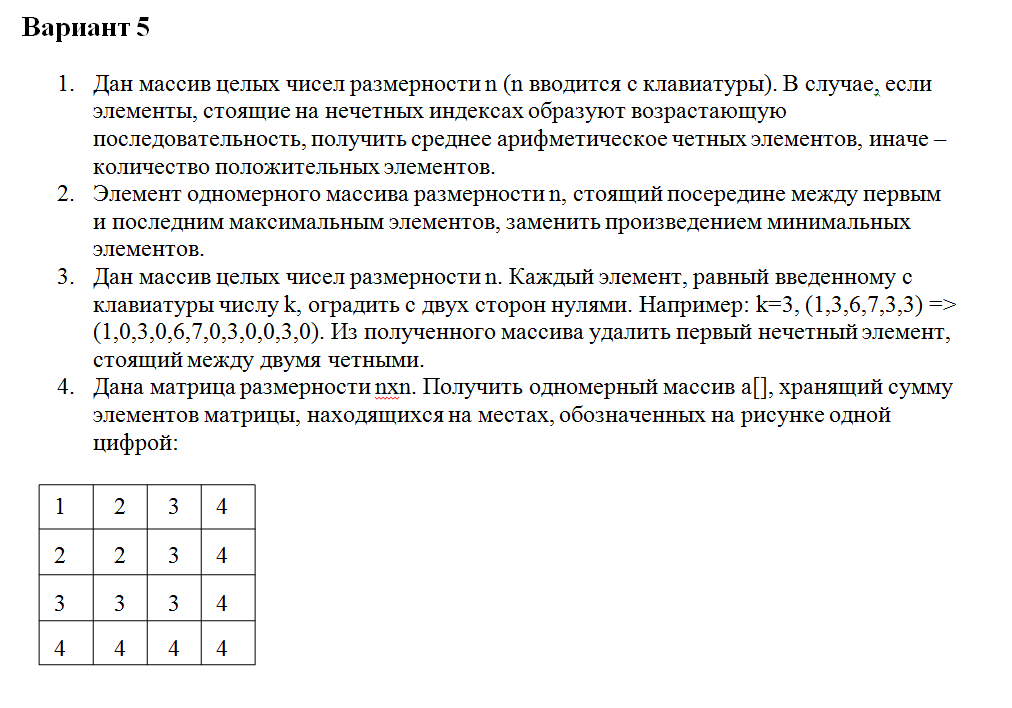 Вариант 5
1. Дан массив целых чисел размерности n (n вводится с клавиатуры). В случае, если
элементы, стоящие на нечетных индексах образуют возрастающую
последовательность, получить среднее арифметическое четных элементов, иначе –
количество положительных элементов.
2. Элемент одномерного массива размерности n, стоящий посередине между первым
и последним максимальным элементов, заменить произведением минимальных
элементов.
3. Дан массив целых чисел размерности n. Каждый элемент, равный введенному с
клавиатуры числу k, оградить с двух сторон нулями. Например: k=3, (1,3,6,7,3,3) =>
(1,0,3,0,6,7,0,3,0,0,3,0). Из полученного массива удалить первый нечетный элемент,
стоящий между двумя четными.
4. Дана матрица размерности nxn. Получить одномерный массив a[], хранящий сумму
элементов матрицы, находящихся на местах, обозначенных на рисунке одной
цифрой:
1 2 3 4
2 2 3 4
3 3 3 4
4 4 4 4